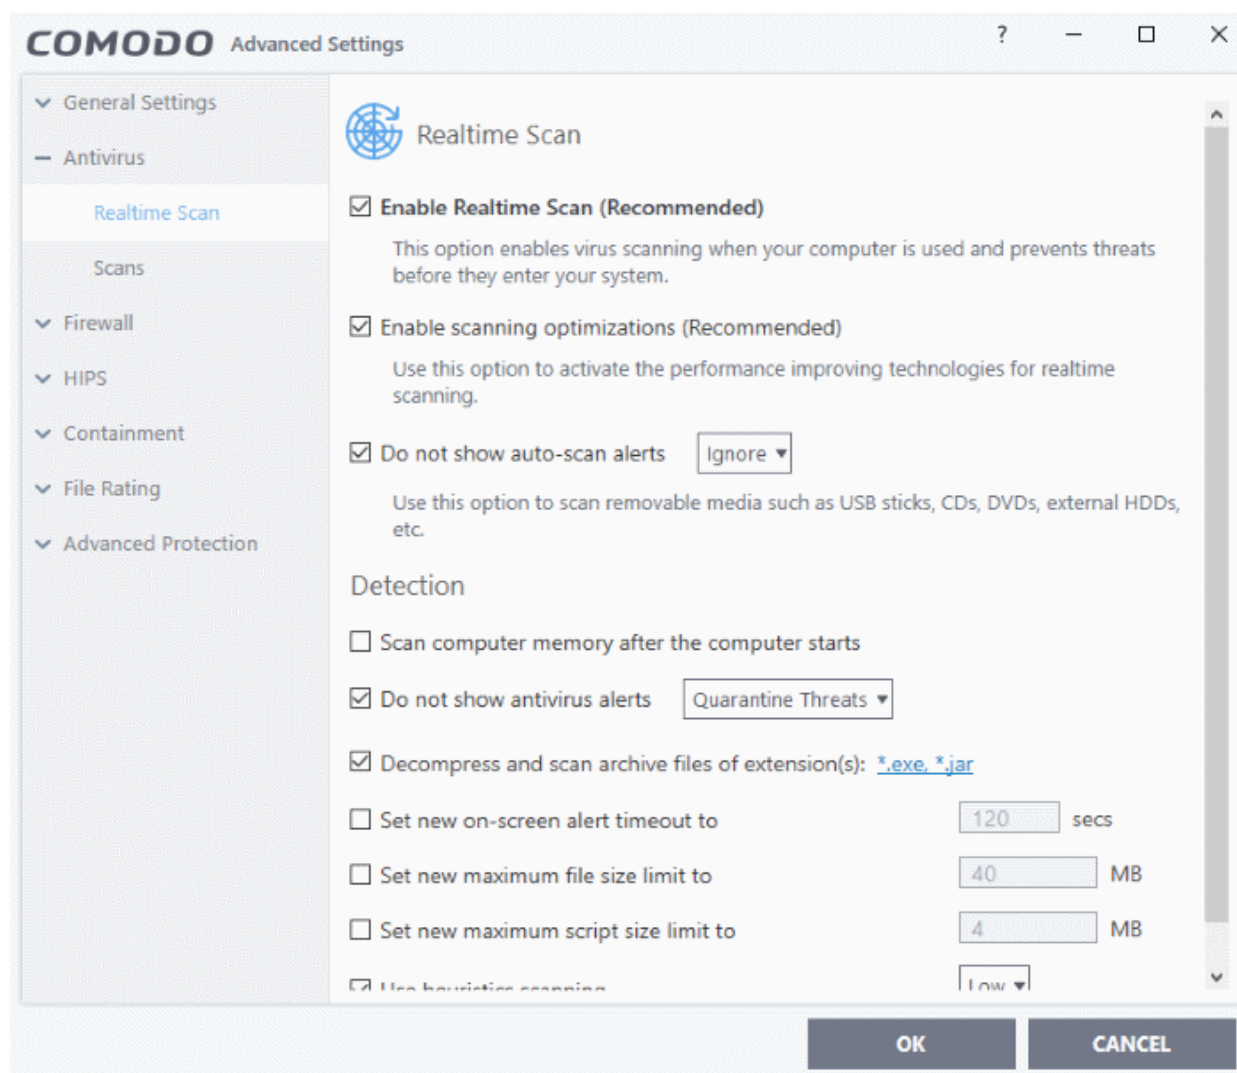 COMODO Advanced Settings ?
General Settings
Antivirus
Realtime Scan
Scans
Firewall
HIPS
Containment
File Rating
Advanced Protection
Realtime Scan
Enable Realtime Scan (Recommended)
This option enables virus scanning when your computer is used and prevents threats
before they enter your system.
Enable scanning optimizations (Recommended)
Use this option to activate the performance improving technologies for realtime
scanning.
Do not show auto-scan alerts Ignore
Use this option to scan removable media such as USB sticks, CDs, DVDs, external HDDs,
etc.
Detection
Scan computer memory after the computer starts
Do not show antivirus alerts Quarantine Threats
Decompress and scan archive files of extension(s): *.exe, *.jar
Set new on-screen alert timeout to 120 secs
Set new maximum file size limit to 40 MB
Set new maximum script size limit to 4 MB
Use heuristics scanning Low
OK CANCEL